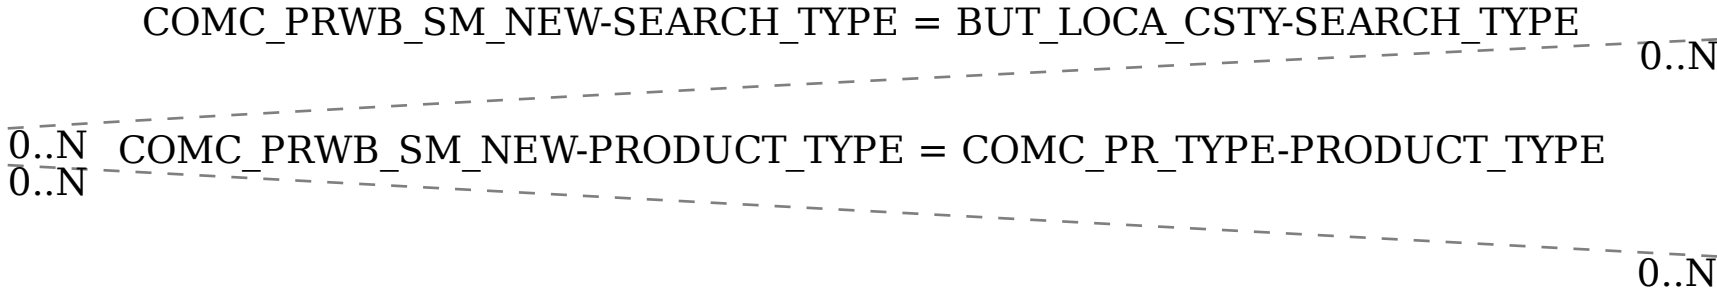 COMC_PRWB_SM_NEW-SEARCH_TYPE = BUT_LOCA_CSTY-SEARCH_TYPE
0..N
0..N
COMC_PRWB_SM_NEW-PRODUCT_TYPE = COMC_PR_TYPE-PRODUCT_TYPE
0..N
0..N